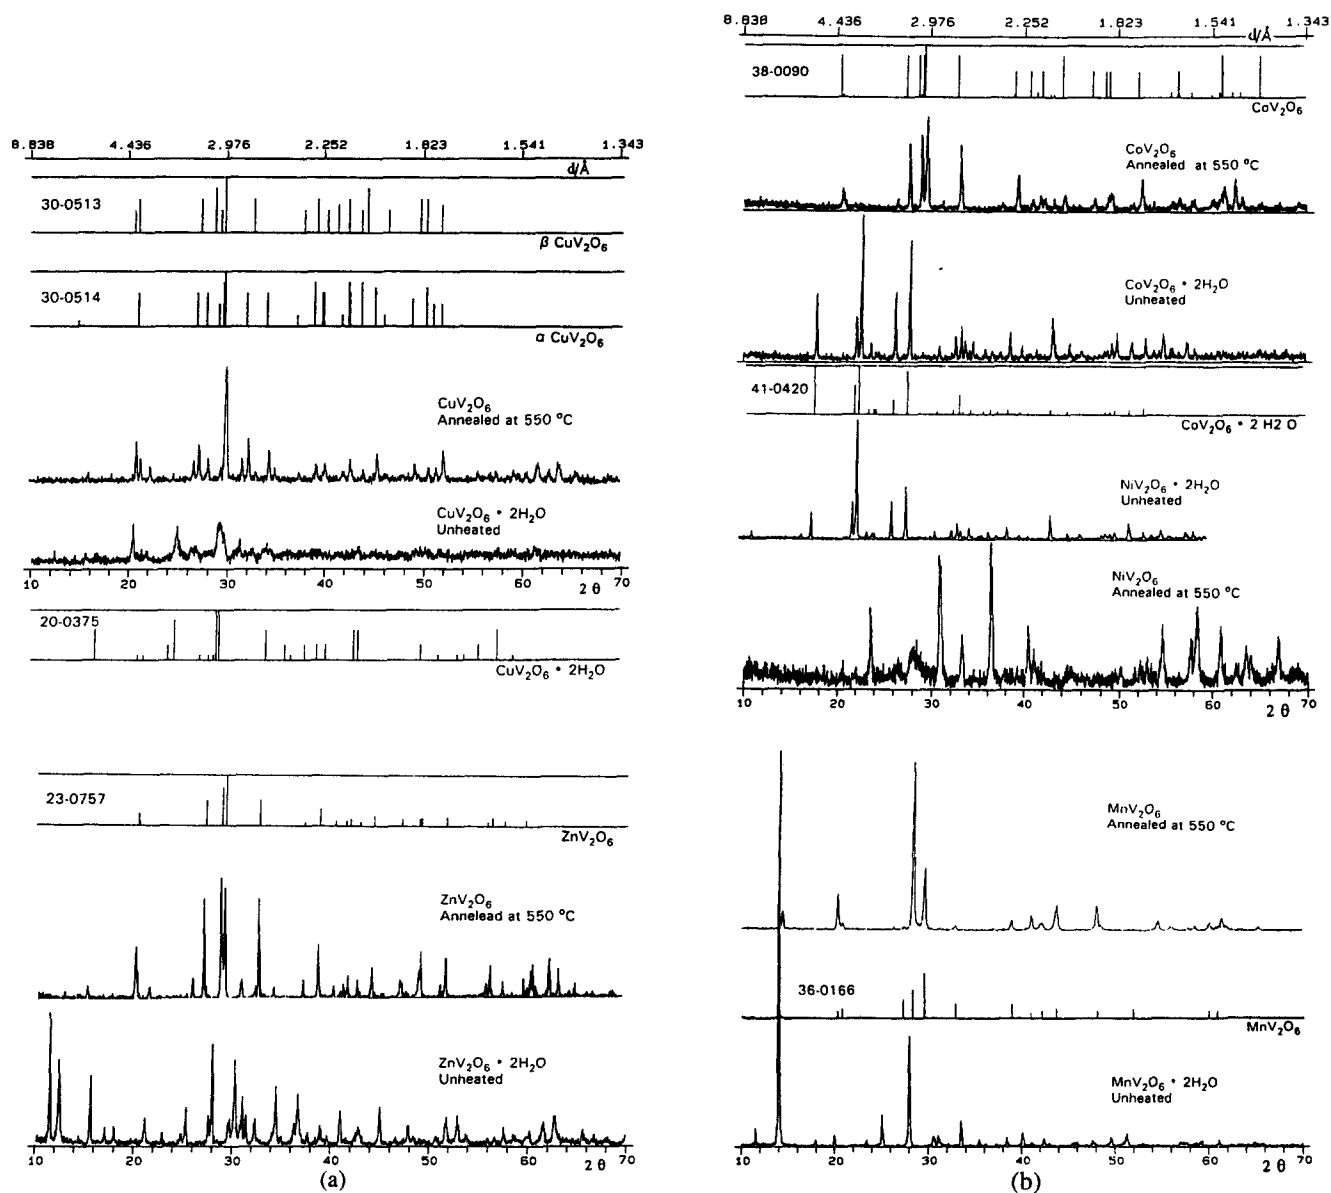 8.838 4.436 2.976 2.252 1.823 1.541 1.343
d/Å
30-0513
β CuV₂O₆
30-0514
α CuV₂O₆
CuV₂O₆
Annealed at 550 °C
CuV₂O₆ • 2H₂O
Unheated
10 20 30 40 50 60 70
2 θ
20-0375
CuV₂O₆ • 2H₂O
23-0757
ZnV₂O₆
ZnV₂O₆
Annelead at 550 °C
ZnV₂O₆ • 2H₂O
Unheated
10 20 30 40 50 60 70
2 θ
(a)
8.838 4.436 2.976 2.252 1.823 1.541 1.343
d/Å
38-0090
CoV₂O₆
CoV₂O₆
Annealed at 550 °C
CoV₂O₆ • 2H₂O
Unheated
41-0420
CoV₂O₆ • 2 H2 O
NiV₂O₆ • 2H₂O
Unheated
NiV₂O₆
Annealed at 550 °C
10 20 30 40 50 60 70
2 θ
MnV₂O₆
Annealed at 550 °C
36-0166
MnV₂O₆
MnV₂O₆ • 2H₂O
Unheated
10 20 30 40 50 60 70
2 θ
(b)